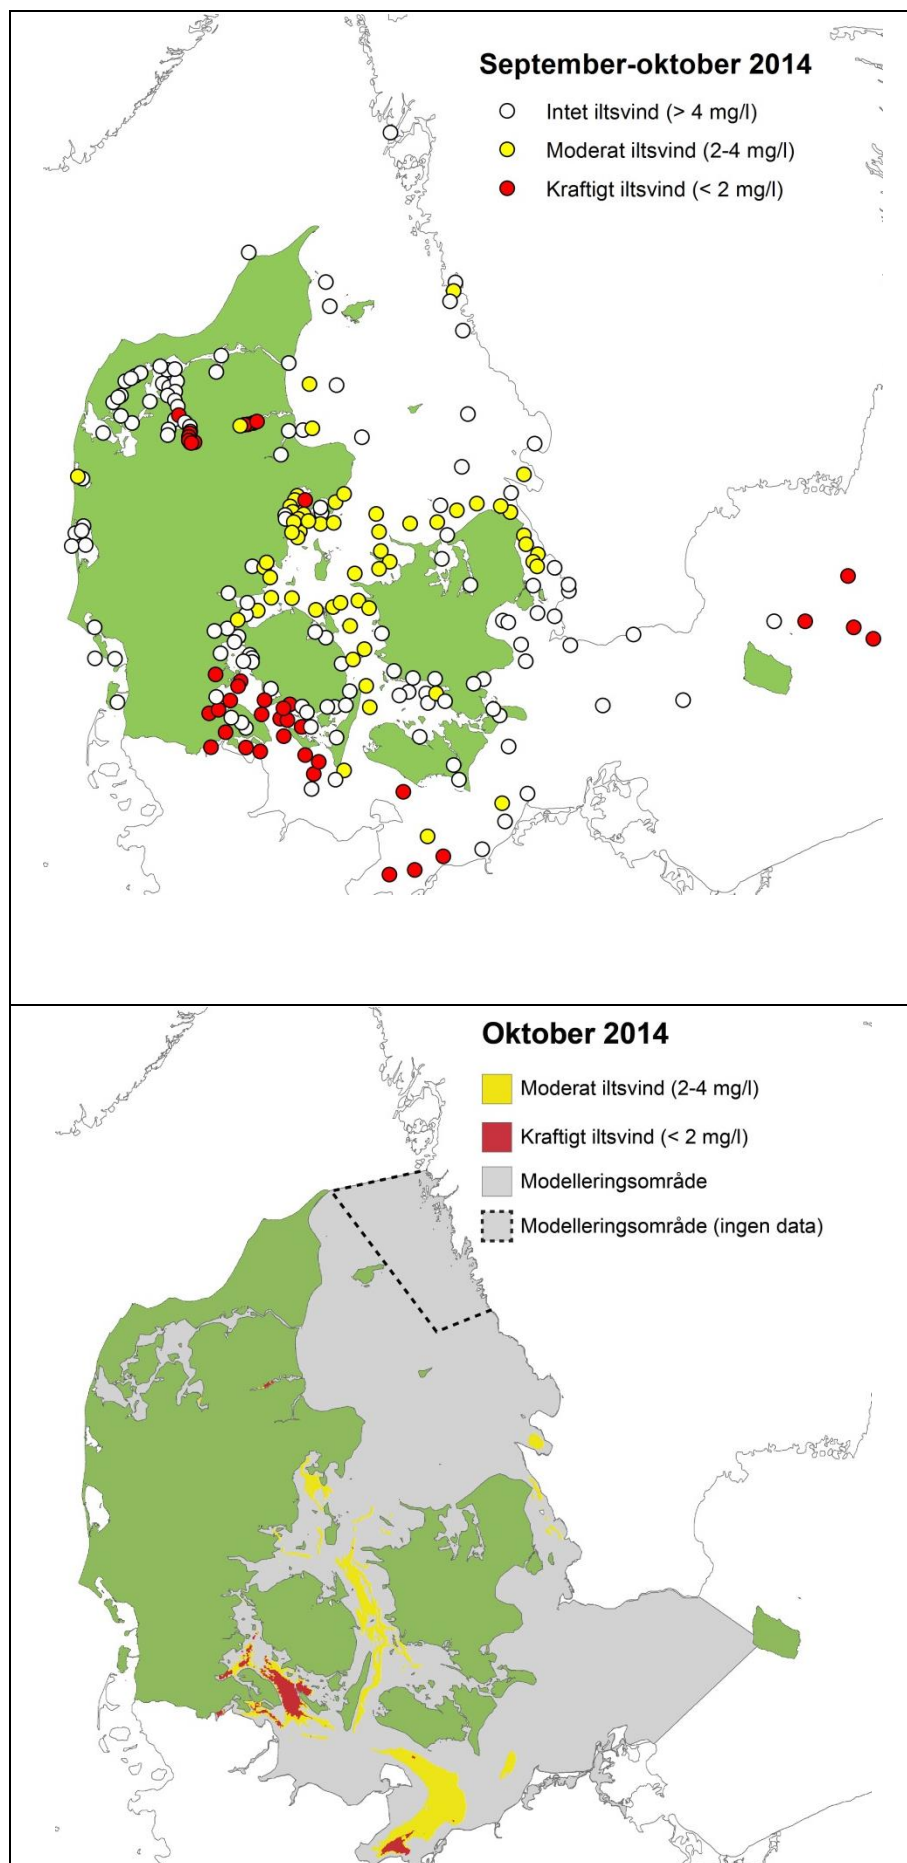 September-oktober 2014
Intet iltsvind (> 4 mg/l)
Moderat iltsvind (2-4 mg/l)
Kraftigt iltsvind (< 2 mg/l)
Oktober 2014
Moderat iltsvind (2-4 mg/l)
Kraftigt iltsvind (< 2 mg/l)
Modelleringsområde
Modelleringsområde (ingen data)